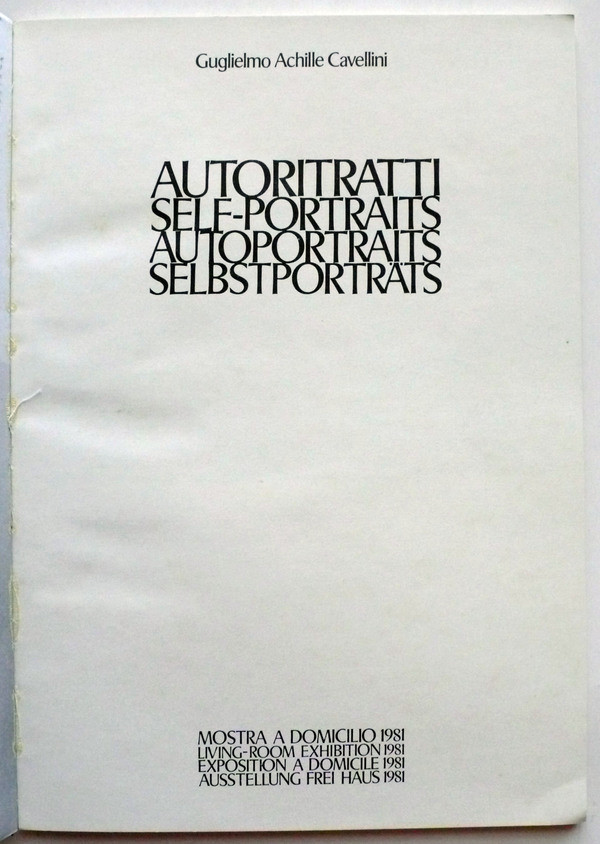 Guglielmo Achille Cavellini
AUTORITRATTI
SELF-PORTRAITS
AUTOPORTRAITS
SELBSTPORTRÄTS
MOSTRA A DOMICILIO 1981
LIVING-ROOM EXHIBITION 1981
EXPOSITION A DOMICILE 1981
AUSSTELLUNG FREI HAUS 1981